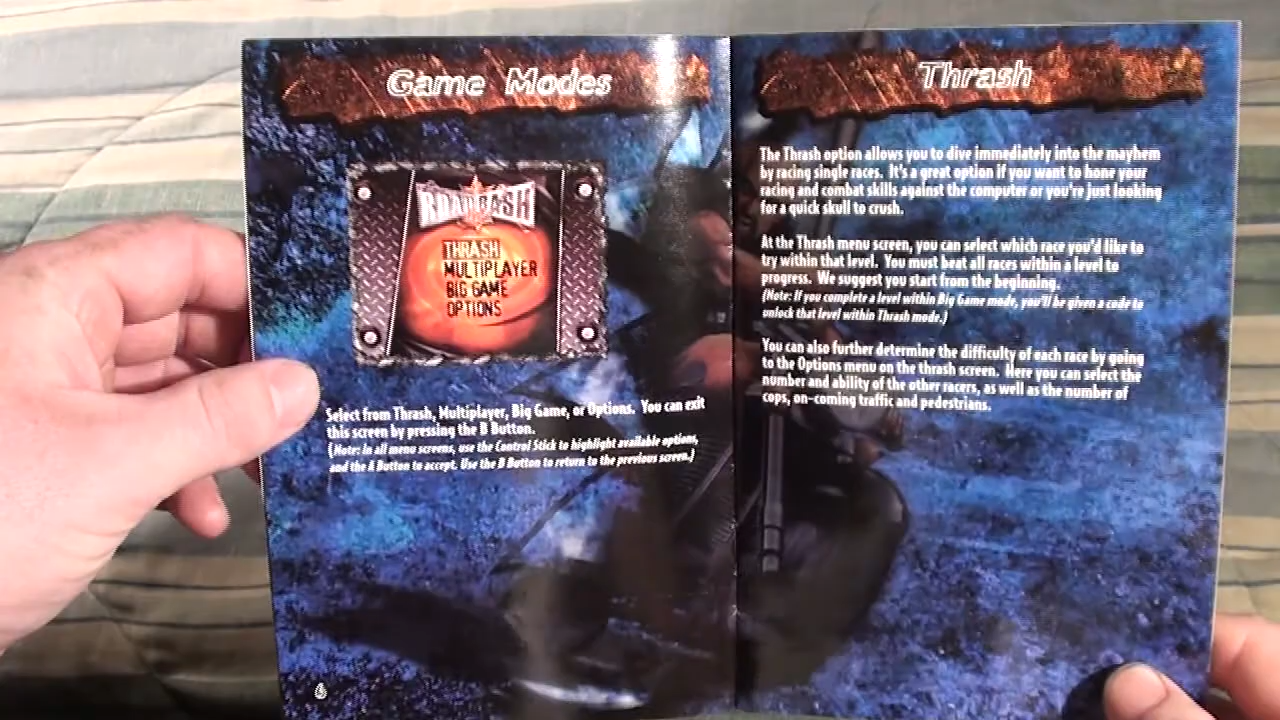 Game Modes
ROAD RASH
THRASH
MULTIPLAYER
BIG GAME
OPTIONS
Select from Thrash, Multiplayer, Big Game, or Options. You can exit
this screen by pressing the B Button.
(Note: In all menu screens, use the Control Stick to highlight available options,
and the A Button to accept. Use the B Button to return to the previous screen.)
Thrash
The Thrash option allows you to dive immediately into the mayhem
by racing single races. It's a great option if you want to hone your
racing and combat skills against the computer or you're just looking
for a quick skull to crush.
At the Thrash menu screen, you can select which race you'd like to
try within that level. You must beat all races within a level to
progress. We suggest you start from the beginning.
(Note: If you complete a level within Big Game mode, you'll be given a code to
unlock that level within Thrash mode.)
You can also further determine the difficulty of each race by going
to the Options menu on the thrash screen. Here you can select the
number and ability of the other racers, as well as the number of
cops, on-coming traffic and pedestrians.